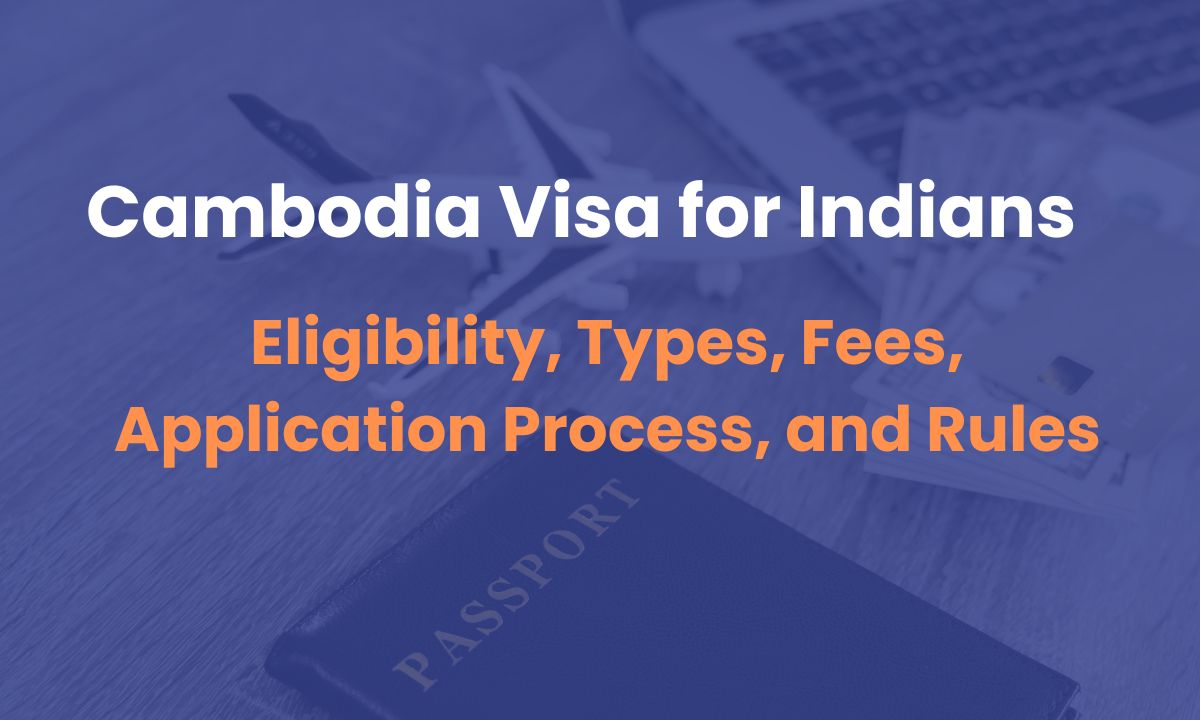 Cambodia Visa for Indians
Eligibility, Types, Fees,
Application Process, and Rules
PASSPORT